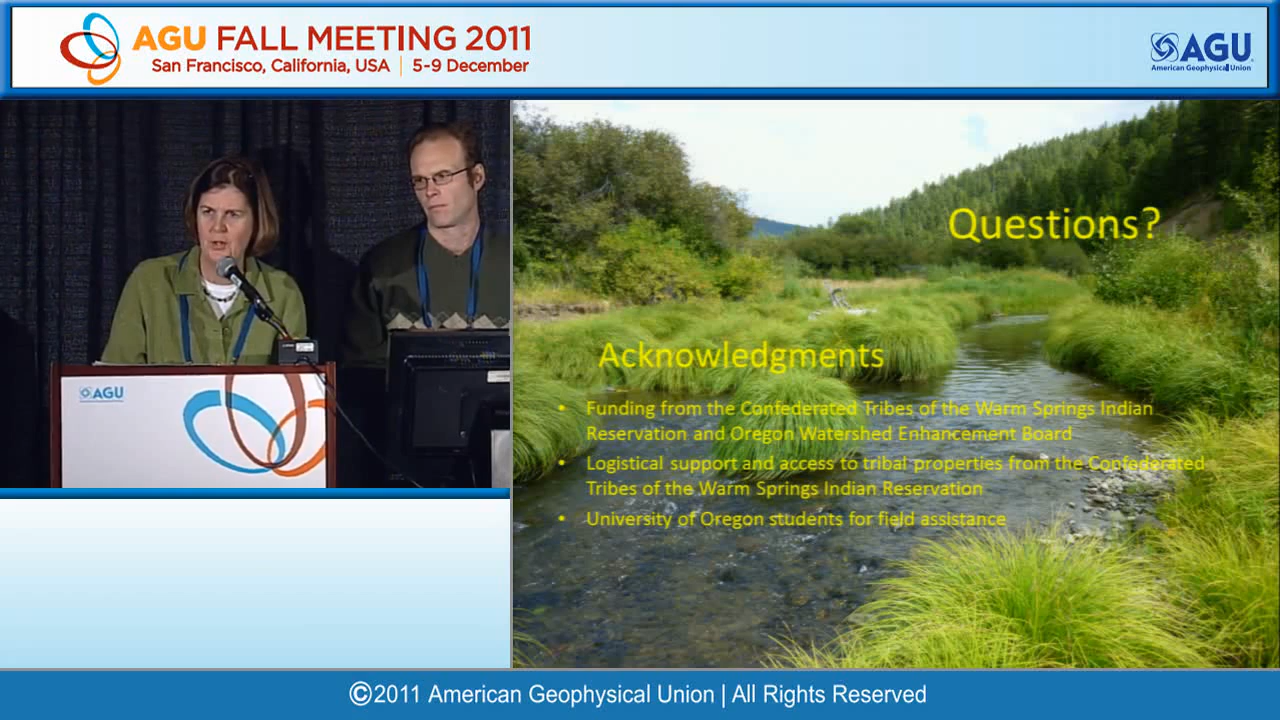 AGU FALL MEETING 2011
San Francisco, California, USA | 5-9 December
AGU
American Geophysical Union
AGU
Questions?
Acknowledgments
• Funding from the Confederated Tribes of the Warm Springs Indian
Reservation and Oregon Watershed Enhancement Board
• Logistical support and access to tribal properties from the Confederated
Tribes of the Warm Springs Indian Reservation
• University of Oregon students for field assistance
©2011 American Geophysical Union | All Rights Reserved